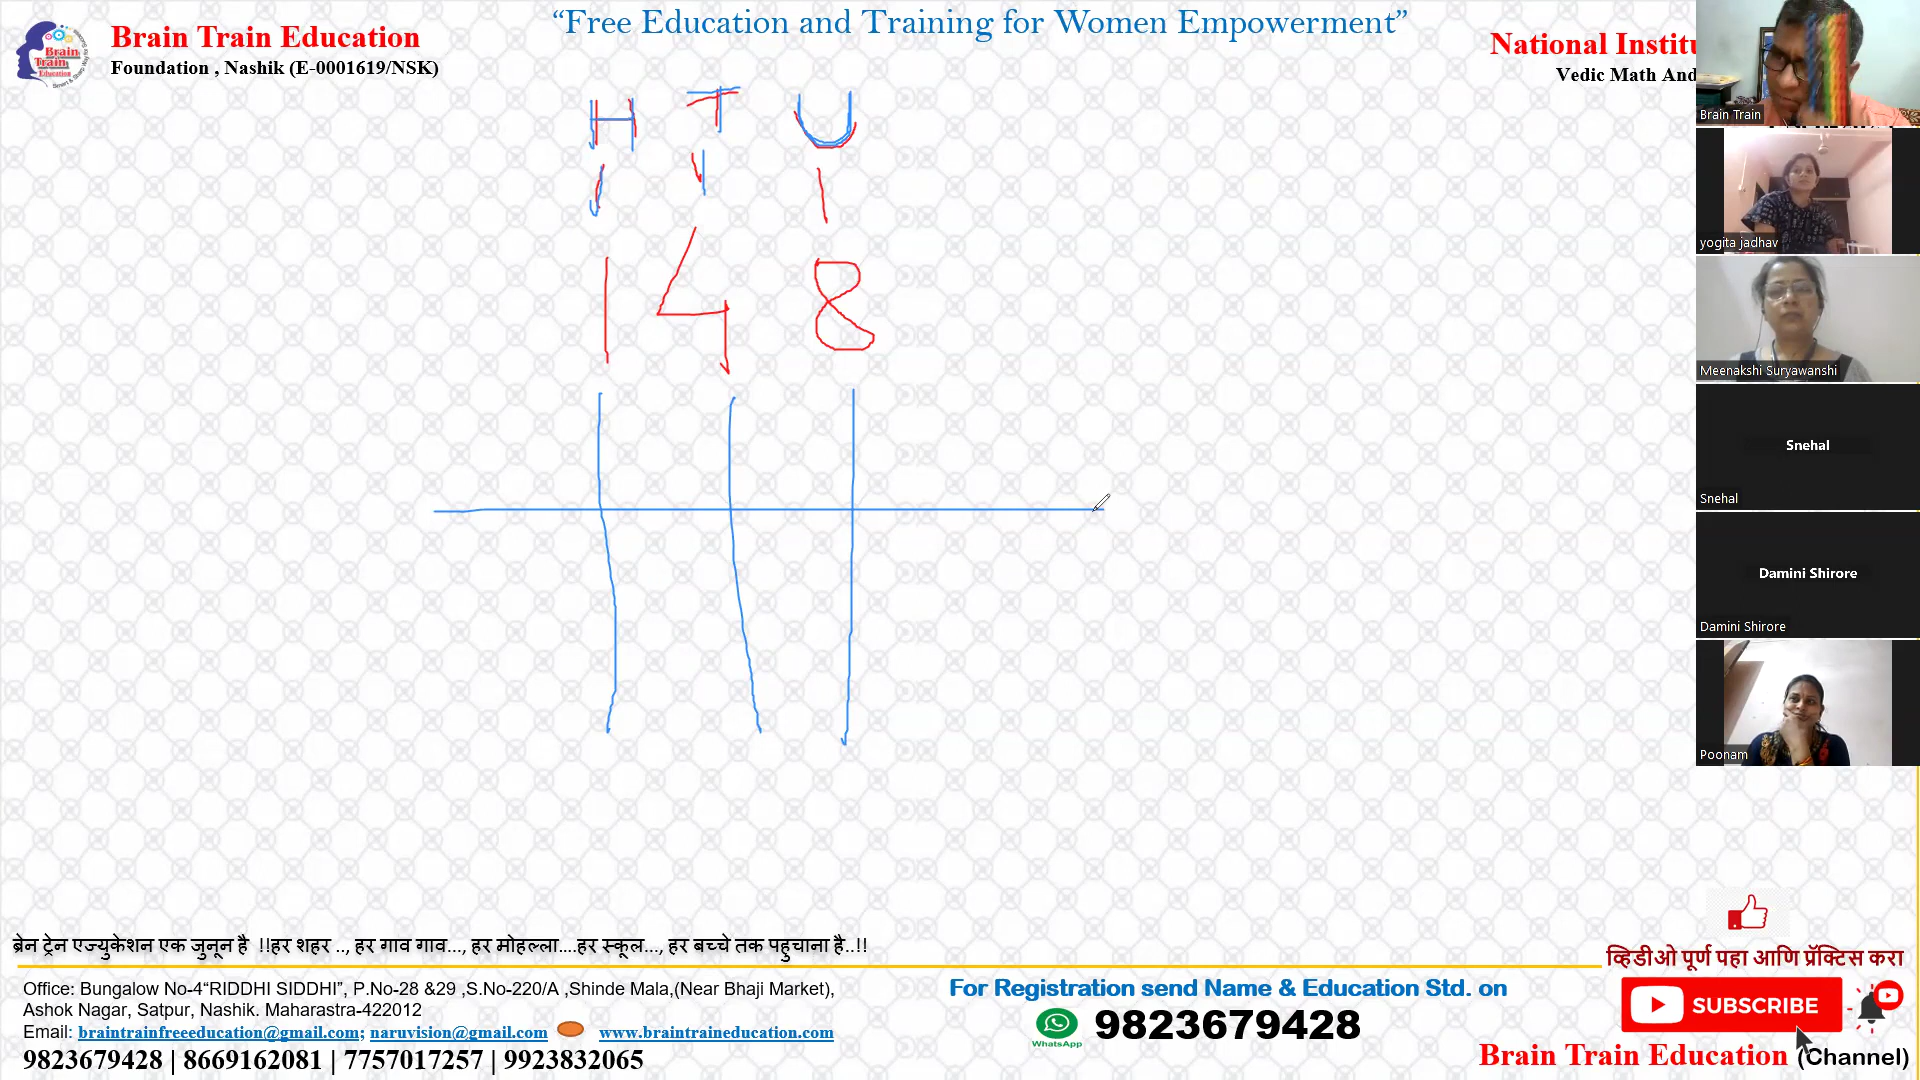 “Free Education and Training for Women Empowerment”
Brain Train Education
Foundation , Nashik (E-0001619/NSK)
Brain Train Education
National Institu
Vedic Math And
H T U
1 4 8
Brain Train
yogita jadhav
Meenakshi Suryawanshi
Snehal
Snehal
Damini Shirore
Damini Shirore
Poonam
ब्रेन ट्रेन एज्युकेशन एक जुनून है !!हर शहर .., हर गाव गाव..., हर मोहल्ला....हर स्कूल..., हर बच्चे तक पहुचाना है..!!
व्हिडीओ पूर्ण पहा आणि प्रॅक्टिस करा
Office: Bungalow No-4“RIDDHI SIDDHI”, P.No-28 &29 ,S.No-220/A ,Shinde Mala,(Near Bhaji Market),
Ashok Nagar, Satpur, Nashik. Maharastra-422012
Email: braintrainfreeeducation@gmail.com; naruvision@gmail.com www.braintraineducation.com
9823679428 | 8669162081 | 7757017257 | 9923832065
For Registration send Name & Education Std. on
WhatsApp
9823679428
SUBSCRIBE
Brain Train Education (Channel)